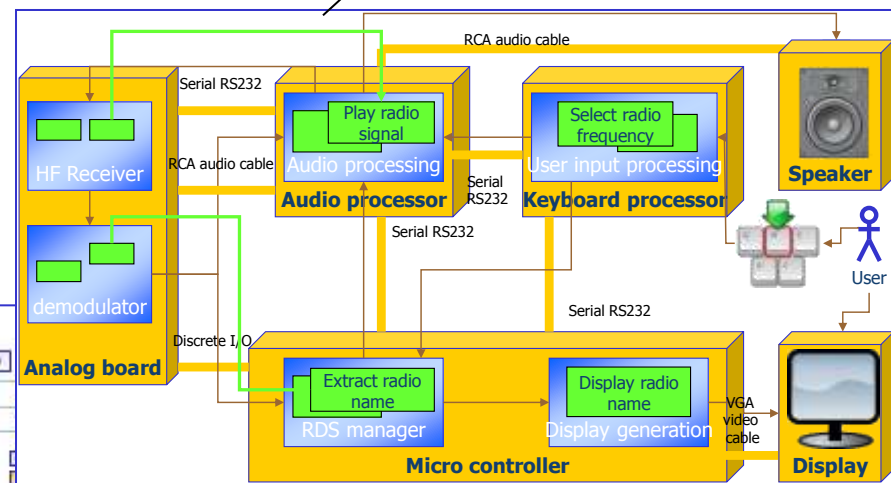 RCA audio cable
Serial RS232
Play radio
signal
Select radio
frequency
HF Receiver
Audio processing
User input processing
Speaker
RCA audio cable
Audio processor
Serial
RS232
Keyboard processor
Serial RS232
User
demodulator
Serial RS232
Discrete I/O
Analog board
Extract radio
name
Display radio
name
RDS manager
Display generation
VGA
video
cable
Micro controller
Display